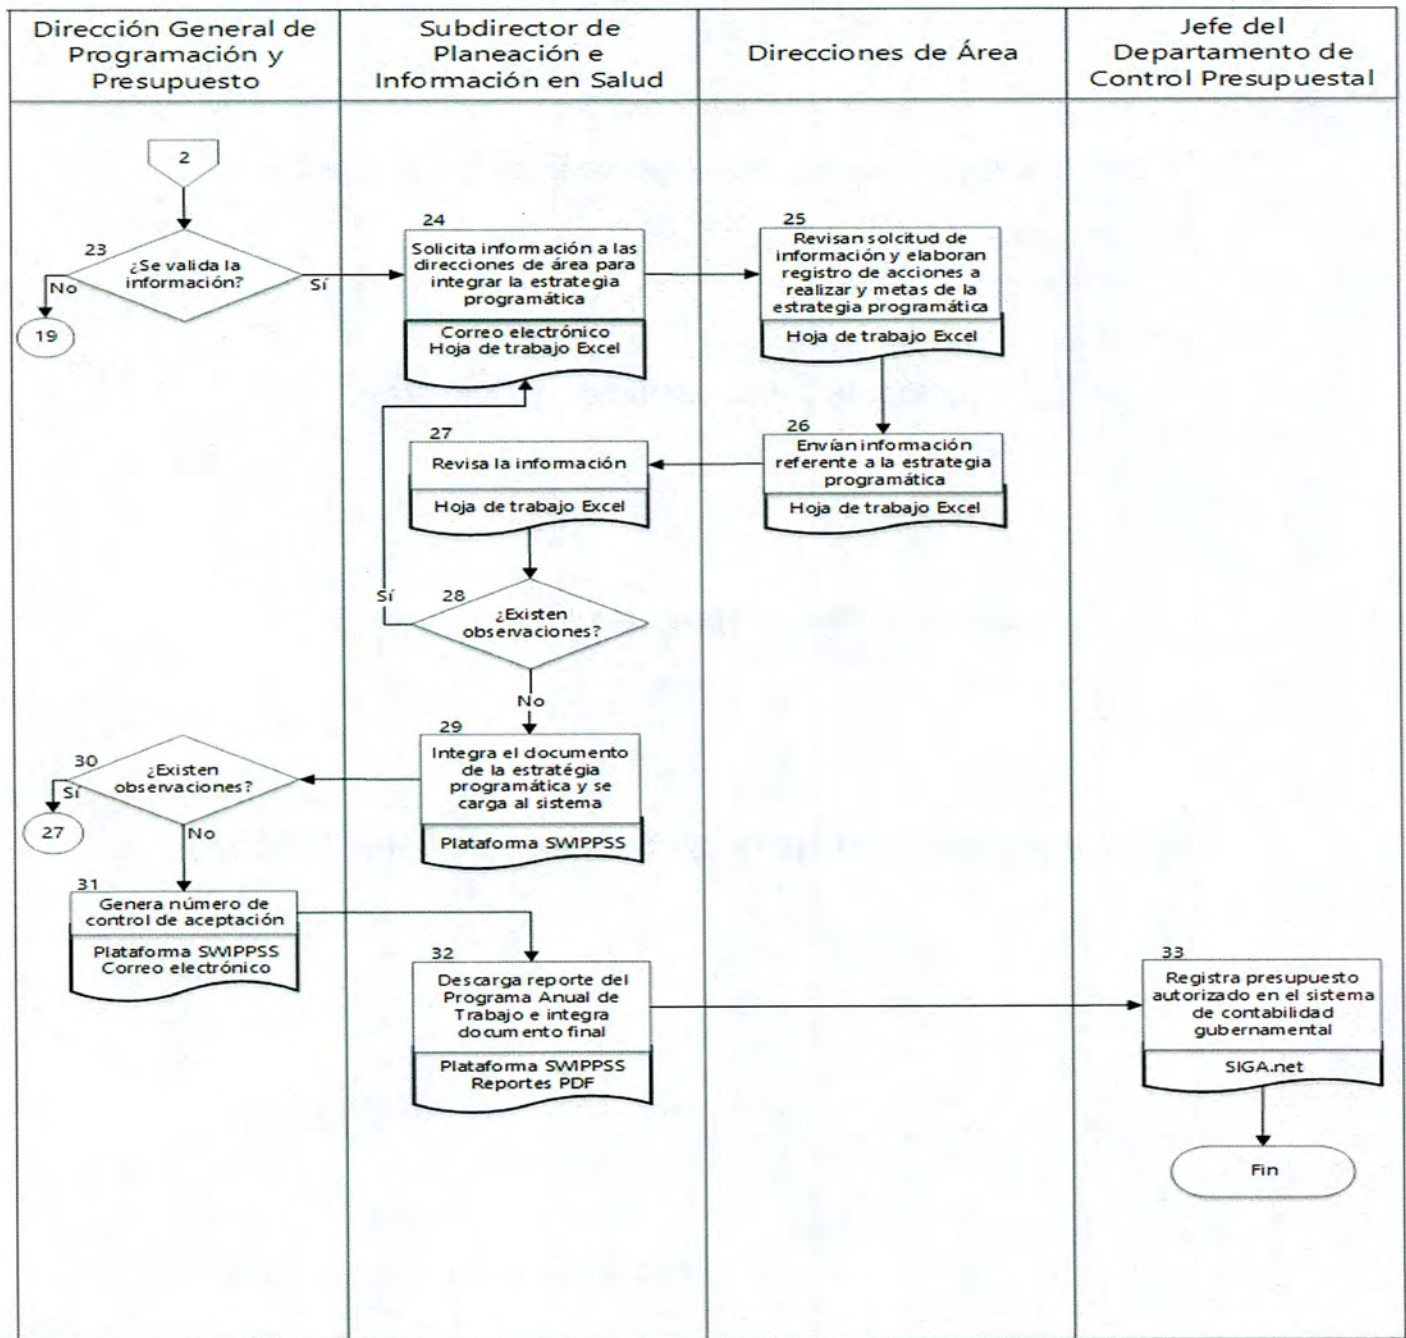 Dirección General de
Programación y
Presupuesto
Subdirector de
Planeación e
Información en Salud
Direcciones de Área
Jefe del
Departamento de
Control Presupuestal
2
23
¿Se valida la
información?
No
Sí
19
24
Solicita información a las
direcciones de área para
integrar la estrategia
programática
Correo electrónico
Hoja de trabajo Excel
25
Revisan solcitud de
información y elaboran
registro de acciones a
realizar y metas de la
estrategia programática
Hoja de trabajo Excel
26
Envían información
referente a la estrategia
programática
Hoja de trabajo Excel
27
Revisa la información
Hoja de trabajo Excel
28
¿Existen
observaciones?
Sí
No
29
Integra el documento
de la estratégia
programática y se
carga al sistema
Plataforma SWIPPSS
30
¿Existen
observaciones?
Sí
27
No
31
Genera número de
control de aceptación
Plataforma SWIPPSS
Correo electrónico
32
Descarga reporte del
Programa Anual de
Trabajo e integra
documento final
Plataforma SWIPPSS
Reportes PDF
33
Registra presupuesto
autorizado en el sistema
de contabilidad
gubernamental
SIGA.net
Fin